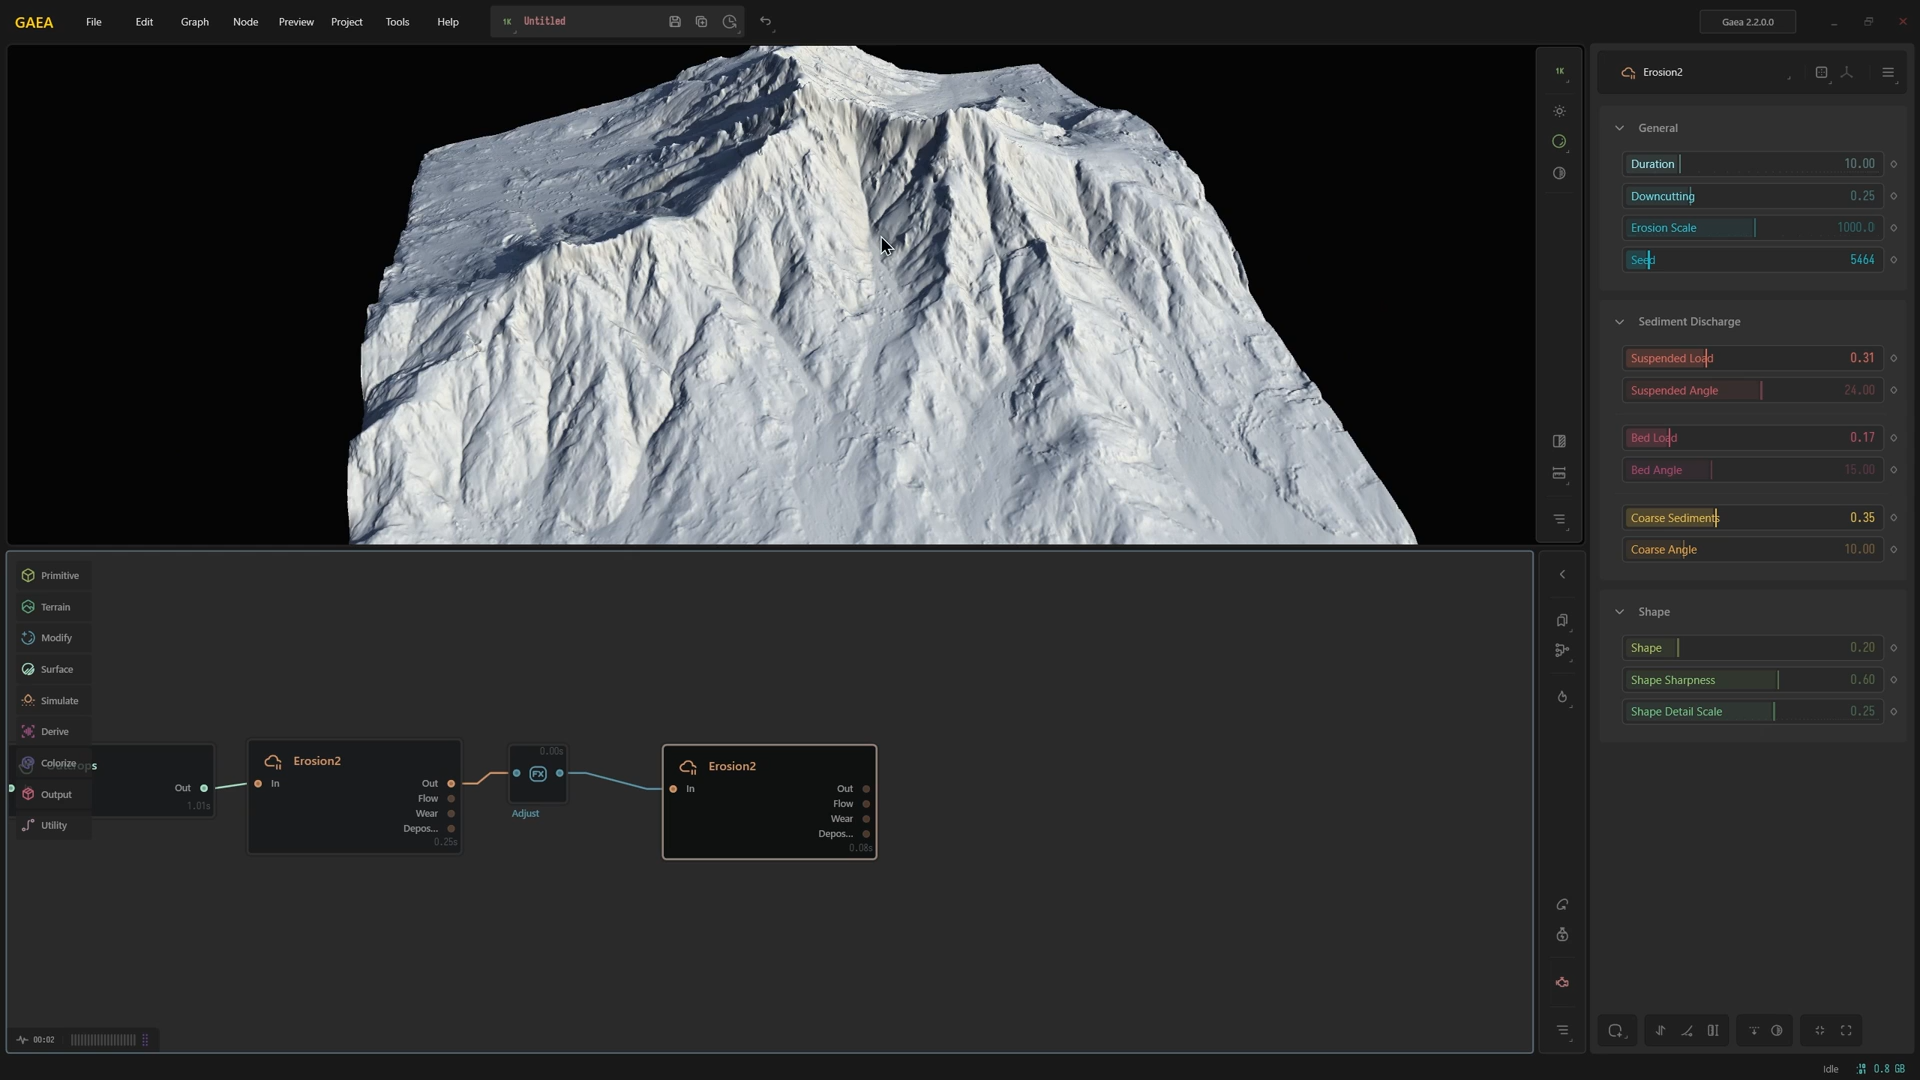 GAEA File Edit Graph Node Preview Project Tools Help 1K Untitled Gaea 2.2.0.0
1K
Erosion2
General
Duration 10.00
Downcutting 0.25
Erosion Scale 1000.0
Seed 5464
Sediment Discharge
Suspended Load 0.31
Suspended Angle 24.00
Bed Load 0.17
Bed Angle 15.00
Coarse Sediments 0.35
Coarse Angle 10.00
Shape
Shape 0.20
Shape Sharpness 0.60
Shape Detail Scale 0.25
Primitive
Terrain
Modify
Surface
Simulate
Derive
Colorize
Output
Utility
Out
1.01s
Erosion2
In Out
Flow
Wear
Depos...
0.25s
0.00s
FX
Adjust
Erosion2
In Out
Flow
Wear
Depos...
0.08s
00:02
Idle 0.8 GB